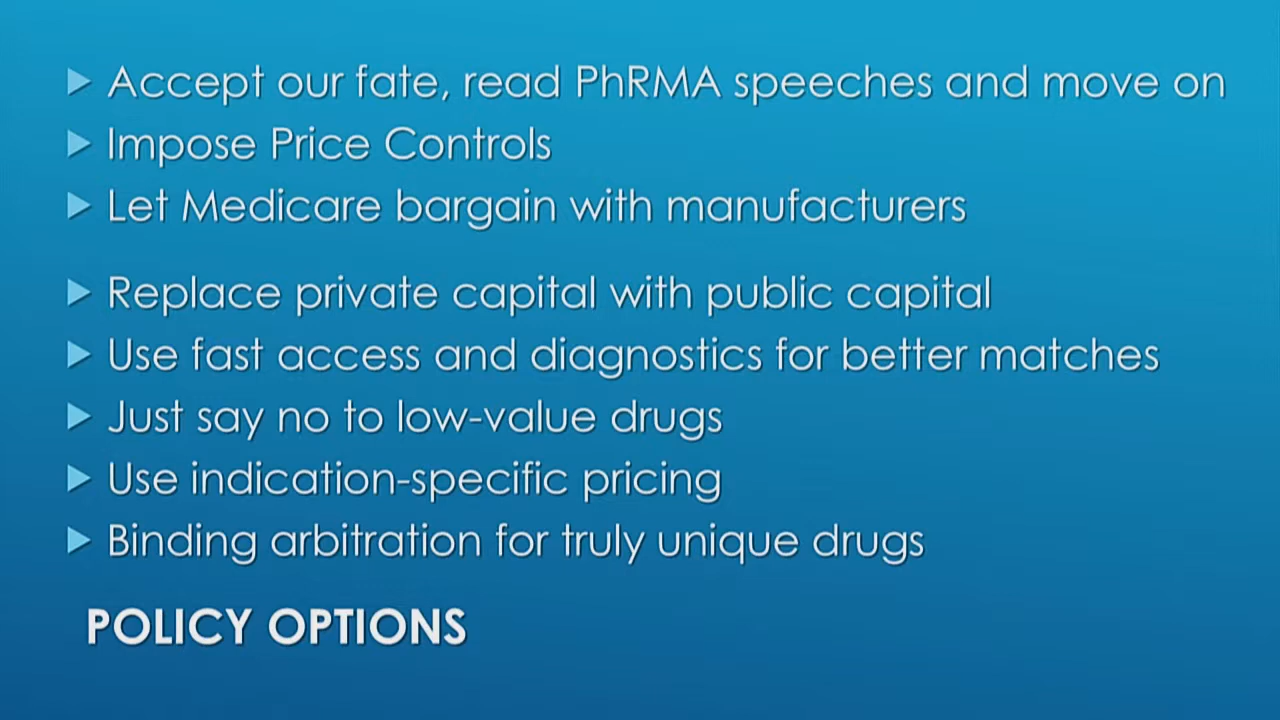 Accept our fate, read PhRMA speeches and move on
Impose Price Controls
Let Medicare bargain with manufacturers
Replace private capital with public capital
Use fast access and diagnostics for better matches
Just say no to low-value drugs
Use indication-specific pricing
Binding arbitration for truly unique drugs
POLICY OPTIONS